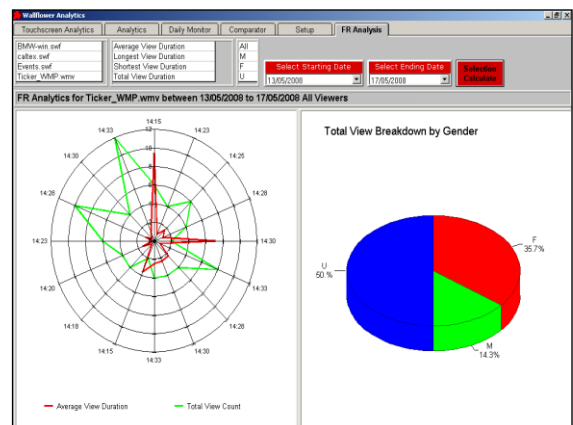 Wallflower Analytics
Touchscreen Analytics Analytics Daily Monitor Comparator Setup FR Analysis
BMW-win.swf Average View Duration All
caltex.swf Longest View Duration M
Events.swf Shortest View Duration F
Ticker_WMP.wmv Total View Duration U
Select Starting Date Select Ending Date Selection
13/05/2008 17/05/2008 Calculate
FR Analytics for Ticker_WMP.wmv between 13/05/2008 to 17/05/2008 All Viewers
Total View Breakdown by Gender
14:15
14:33 14:33
12
10
14:30 14:30
8
6
14:28 14:28
4
2
14:23 14:30
14:20 14:33
14:18 14:20
14:15 14:30
14:33
U
50 %
F
35.7%
M
14.3%
Average View Duration Total View Count